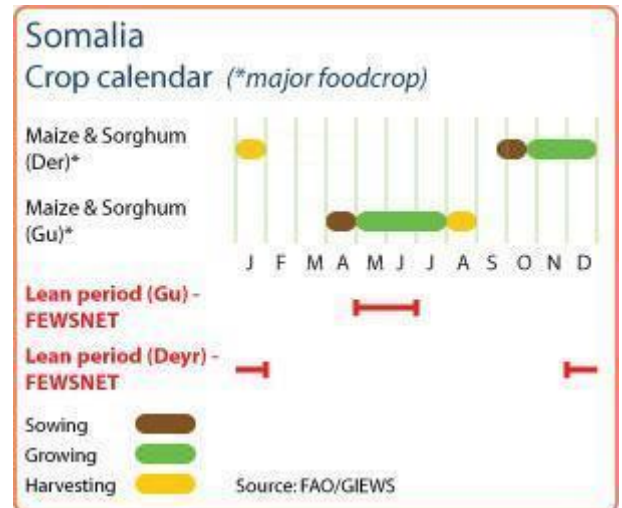 Somalia
Crop calendar (*major foodcrop)
Maize & Sorghum
(Der)*
Maize & Sorghum
(Gu)*
J F M A M J J A S O N D
Lean period (Gu) -
FEWSNET
Lean period (Deyr) -
FEWSNET
Sowing
Growing
Harvesting Source: FAO/GIEWS